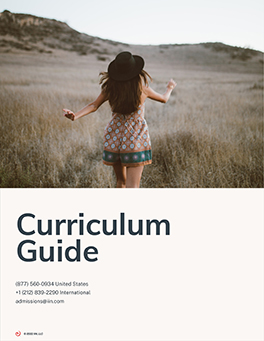 Curriculum
Guide
(877) 560-0934 United States
+1 (212) 839-2290 International
admissions@iin.com